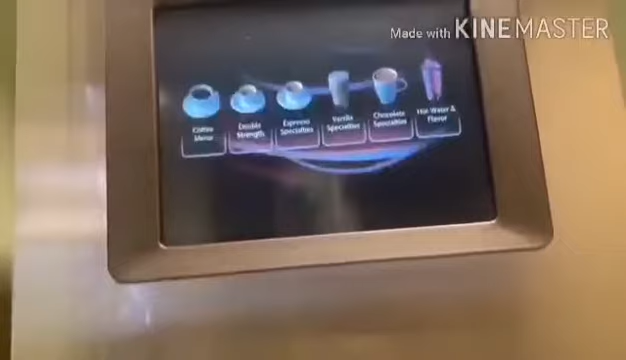 Made with KINEMASTER
Coffee
Menu
Double
Strength
Espresso
Specialties
Vanilla
Specialties
Chocolate
Specialties
Hot Water &
Flavor